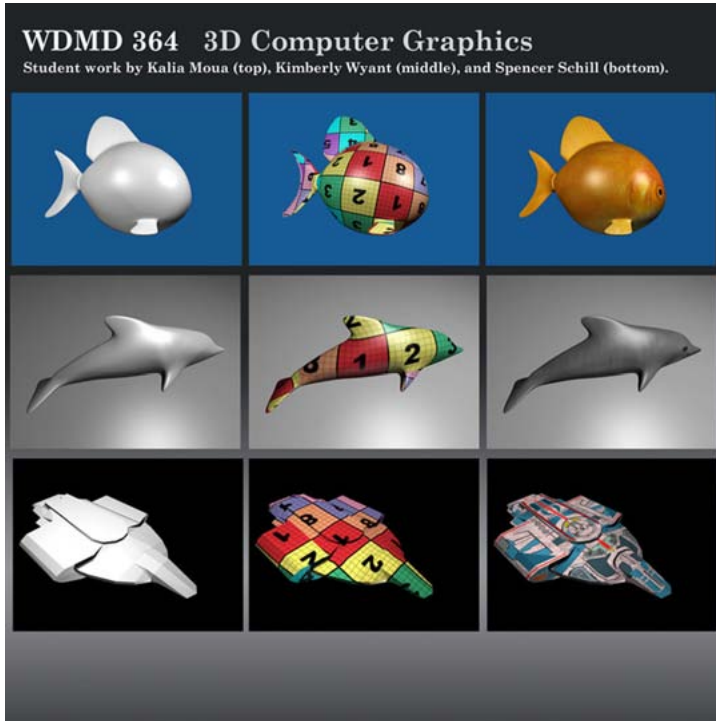 WDMD 364 3D Computer Graphics
Student work by Kalia Moua (top), Kimberly Wyant (middle), and Spencer Schill (bottom).